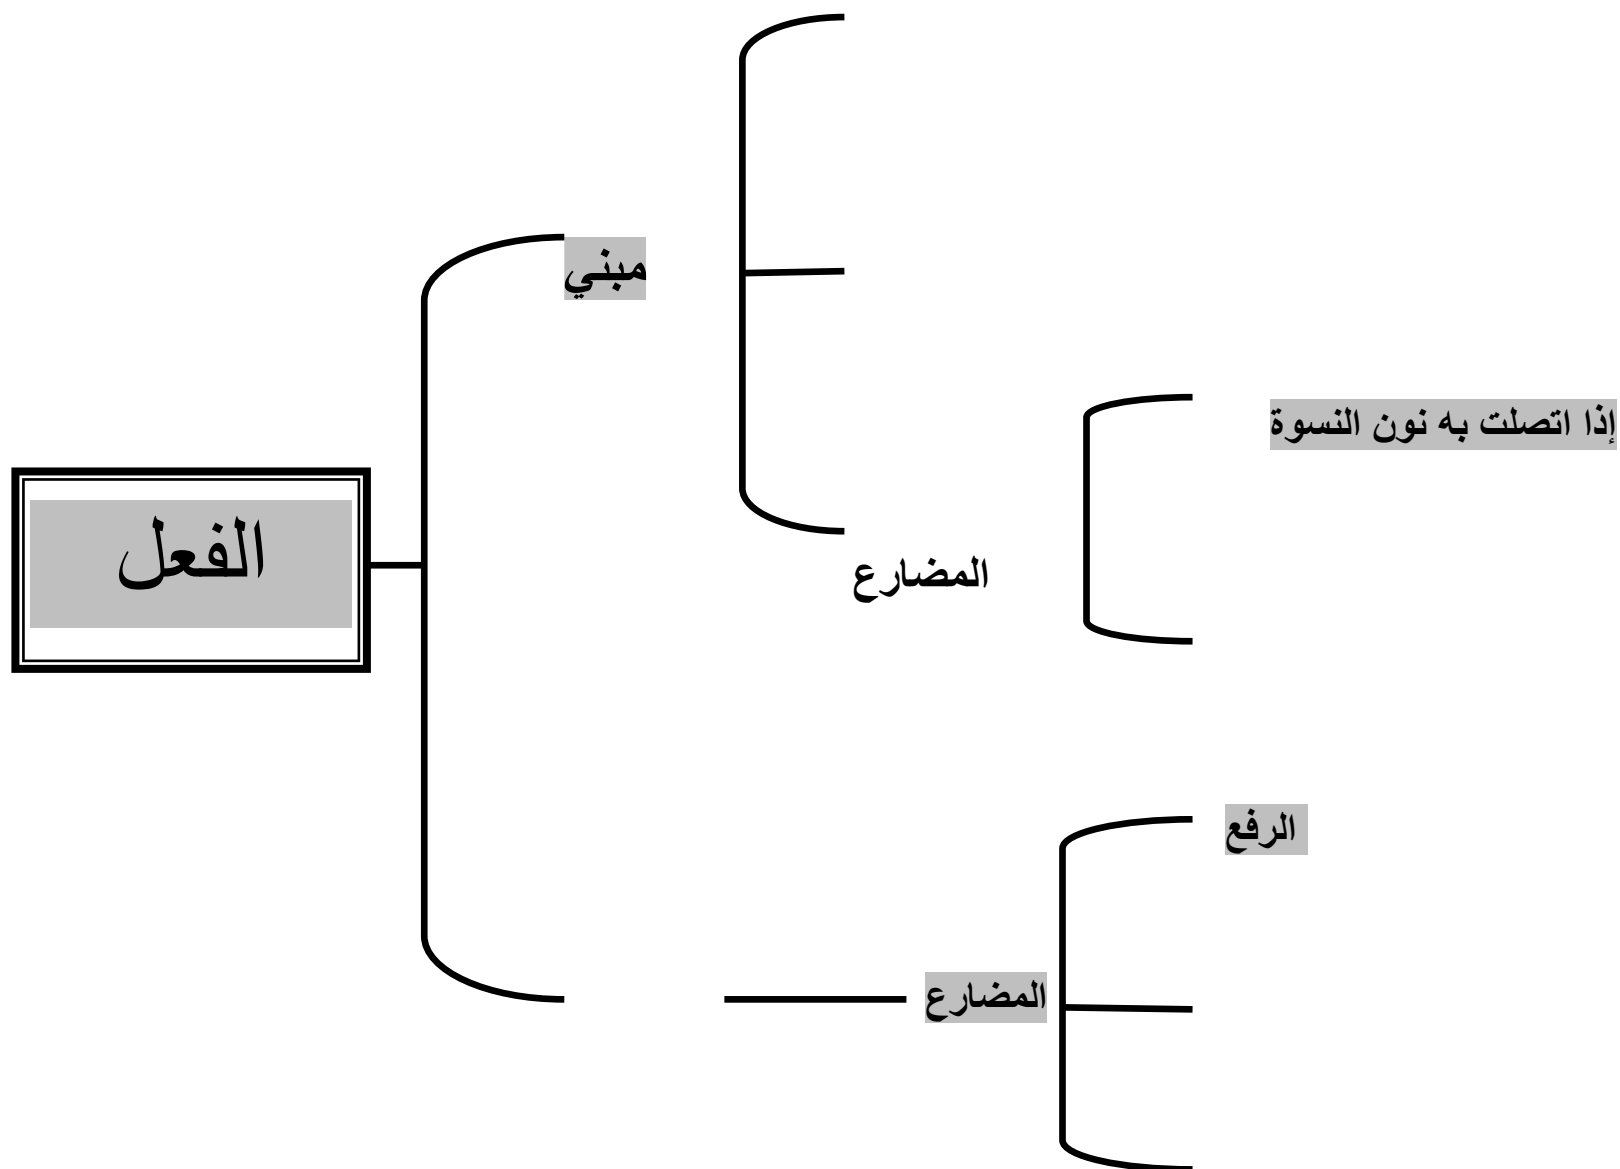 مبني
إذا اتصلت به نون النسوة
الفعل
المضارع
الرفع
المضارع